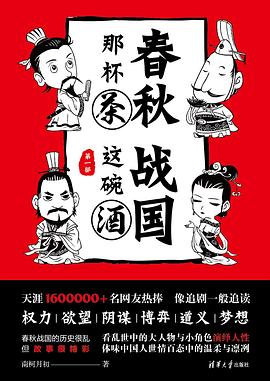 春秋战国
那杯茶
这碗酒
第一部
天涯1600000+名网友热捧 像追剧一般追读
权力|欲望|阴谋|博弈|道义|梦想
春秋战国的历史很乱
但故事很精彩
看乱世中的大人物与小角色演绎人性
体味中国人世情百态中的温柔与凛冽
南柯月初——著
清华大学出版社